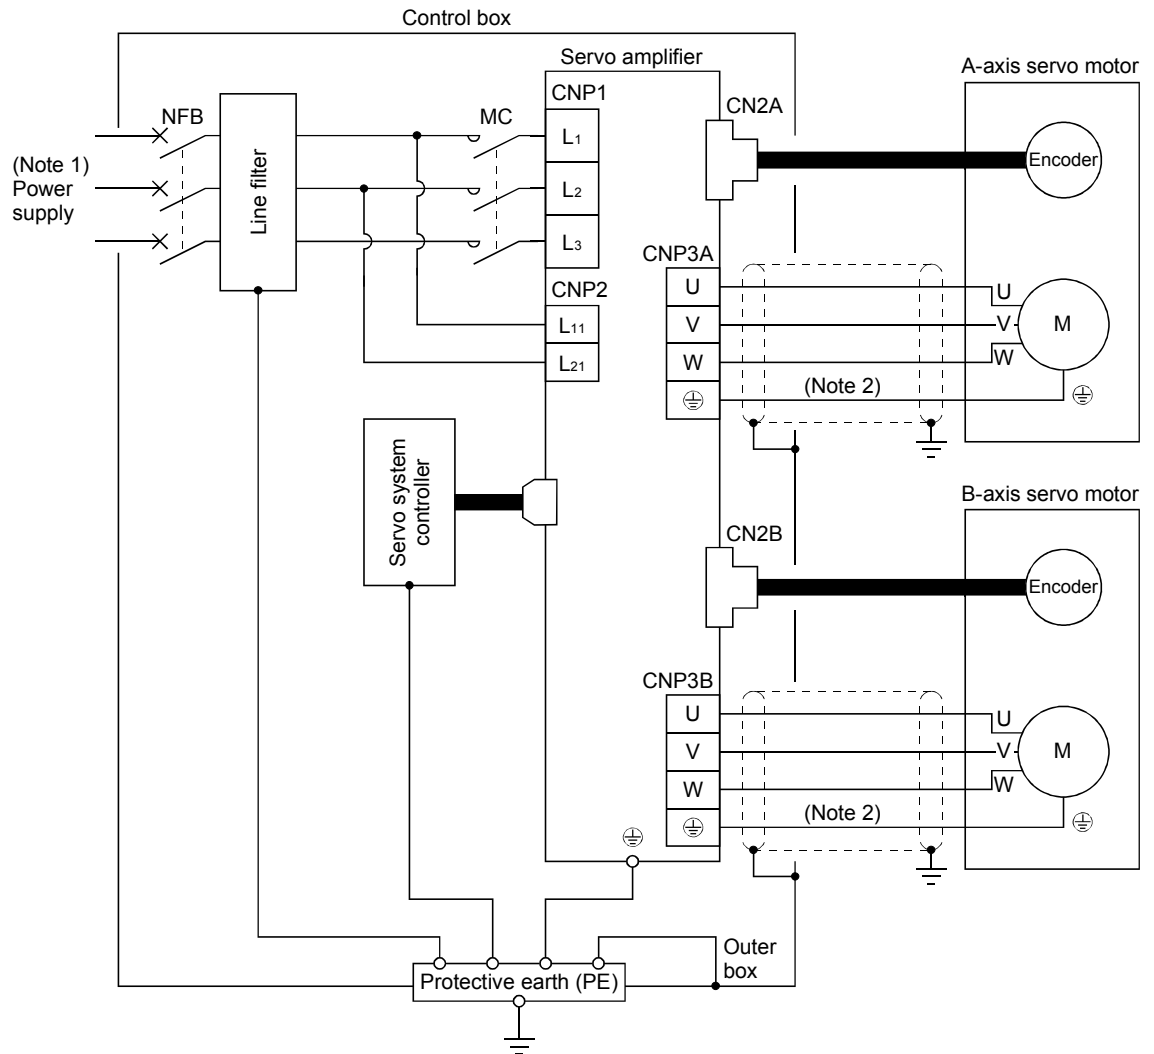 Control box
Servo amplifier
A-axis servo motor
CNP1
CN2A
NFB
MC
L1
Encoder
(Note 1)
Power
supply
Line filter
L2
L3
CNP3A
CNP2
U
U
L11
V
V
M
L21
W
W
(Note 2)
Servo system
controller
B-axis servo motor
CN2B
Encoder
CNP3B
U
U
V
V
M
W
W
(Note 2)
Outer
box
Protective earth (PE)